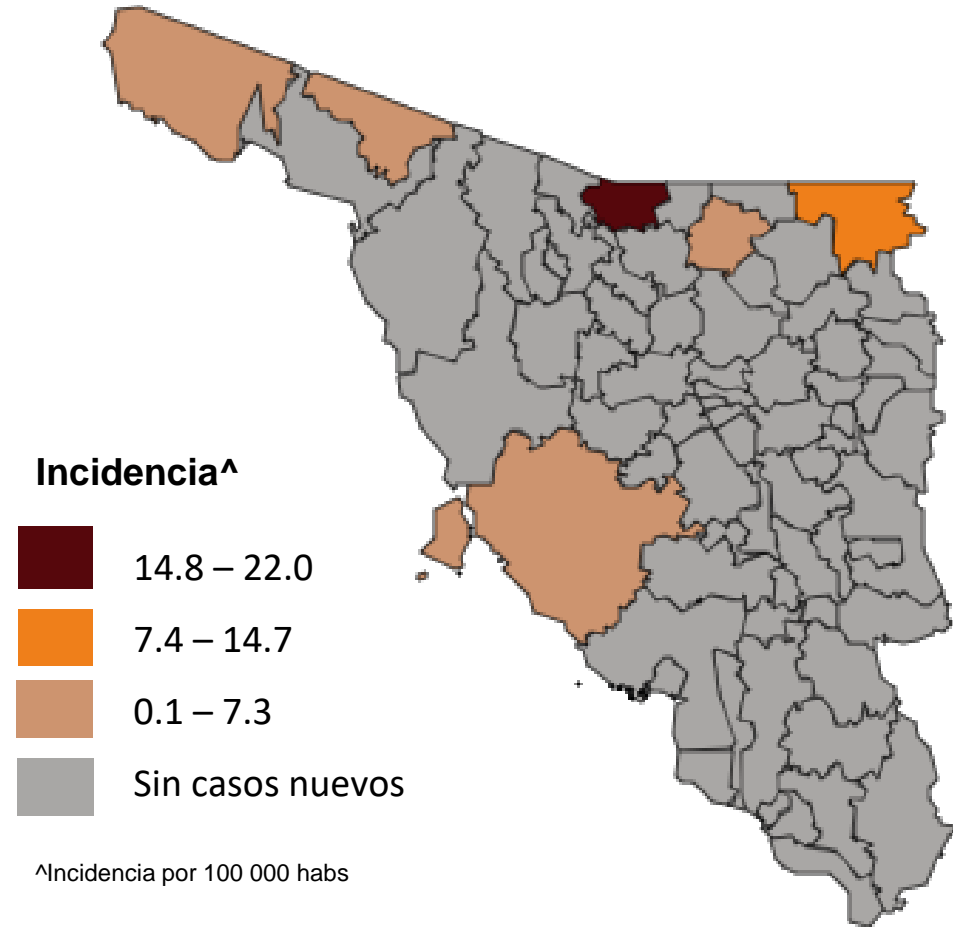 Incidencia^
14.8 – 22.0
7.4 – 14.7
0.1 – 7.3
Sin casos nuevos
^Incidencia por 100 000 habs